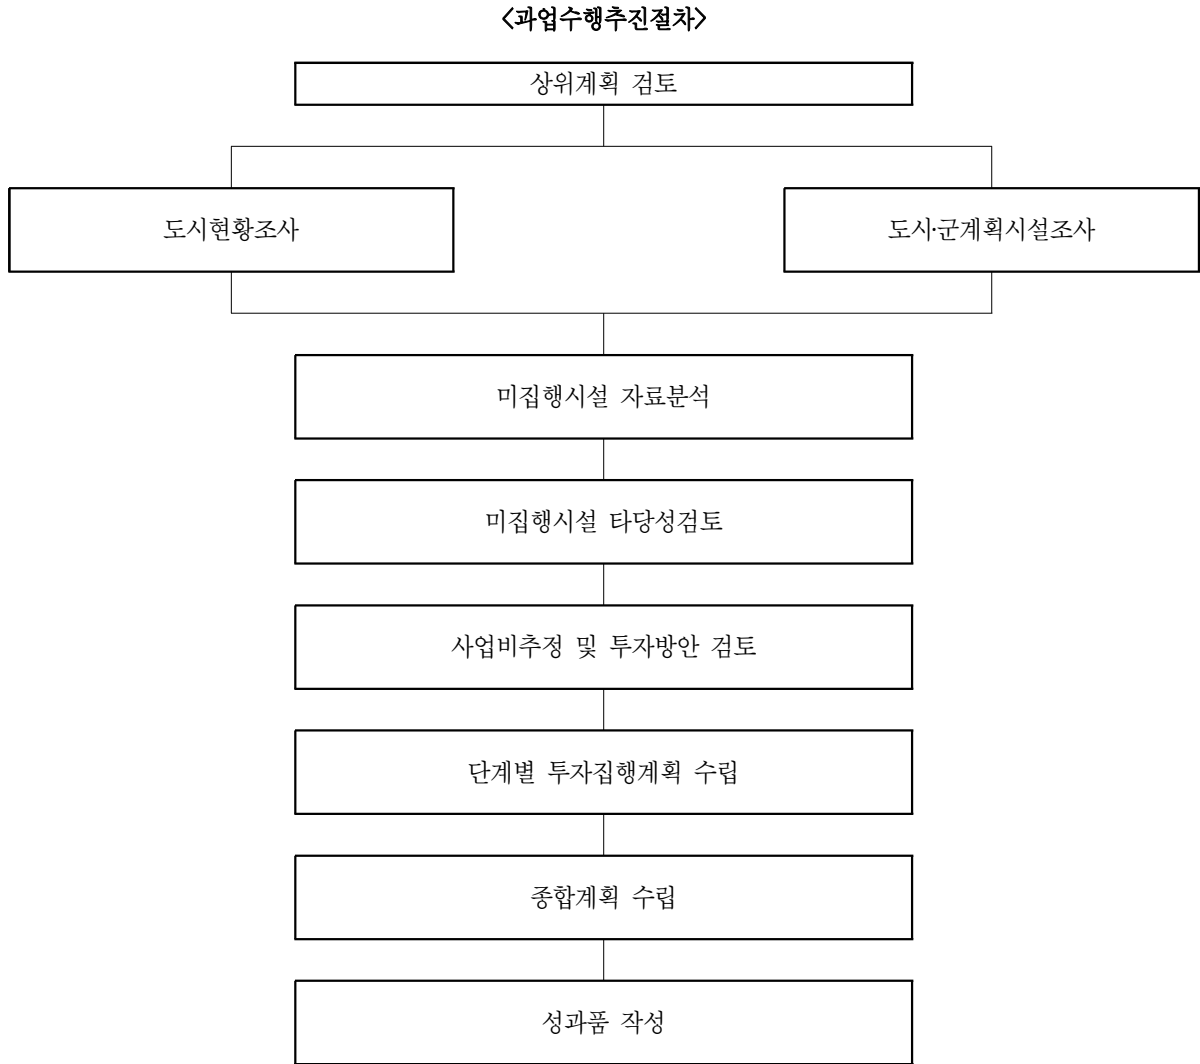 <과업수행추진절차>
상위계획 검토
도시현황조사
도시·군계획시설조사
미집행시설 자료분석
미집행시설 타당성검토
사업비추정 및 투자방안 검토
단계별 투자집행계획 수립
종합계획 수립
성과품 작성